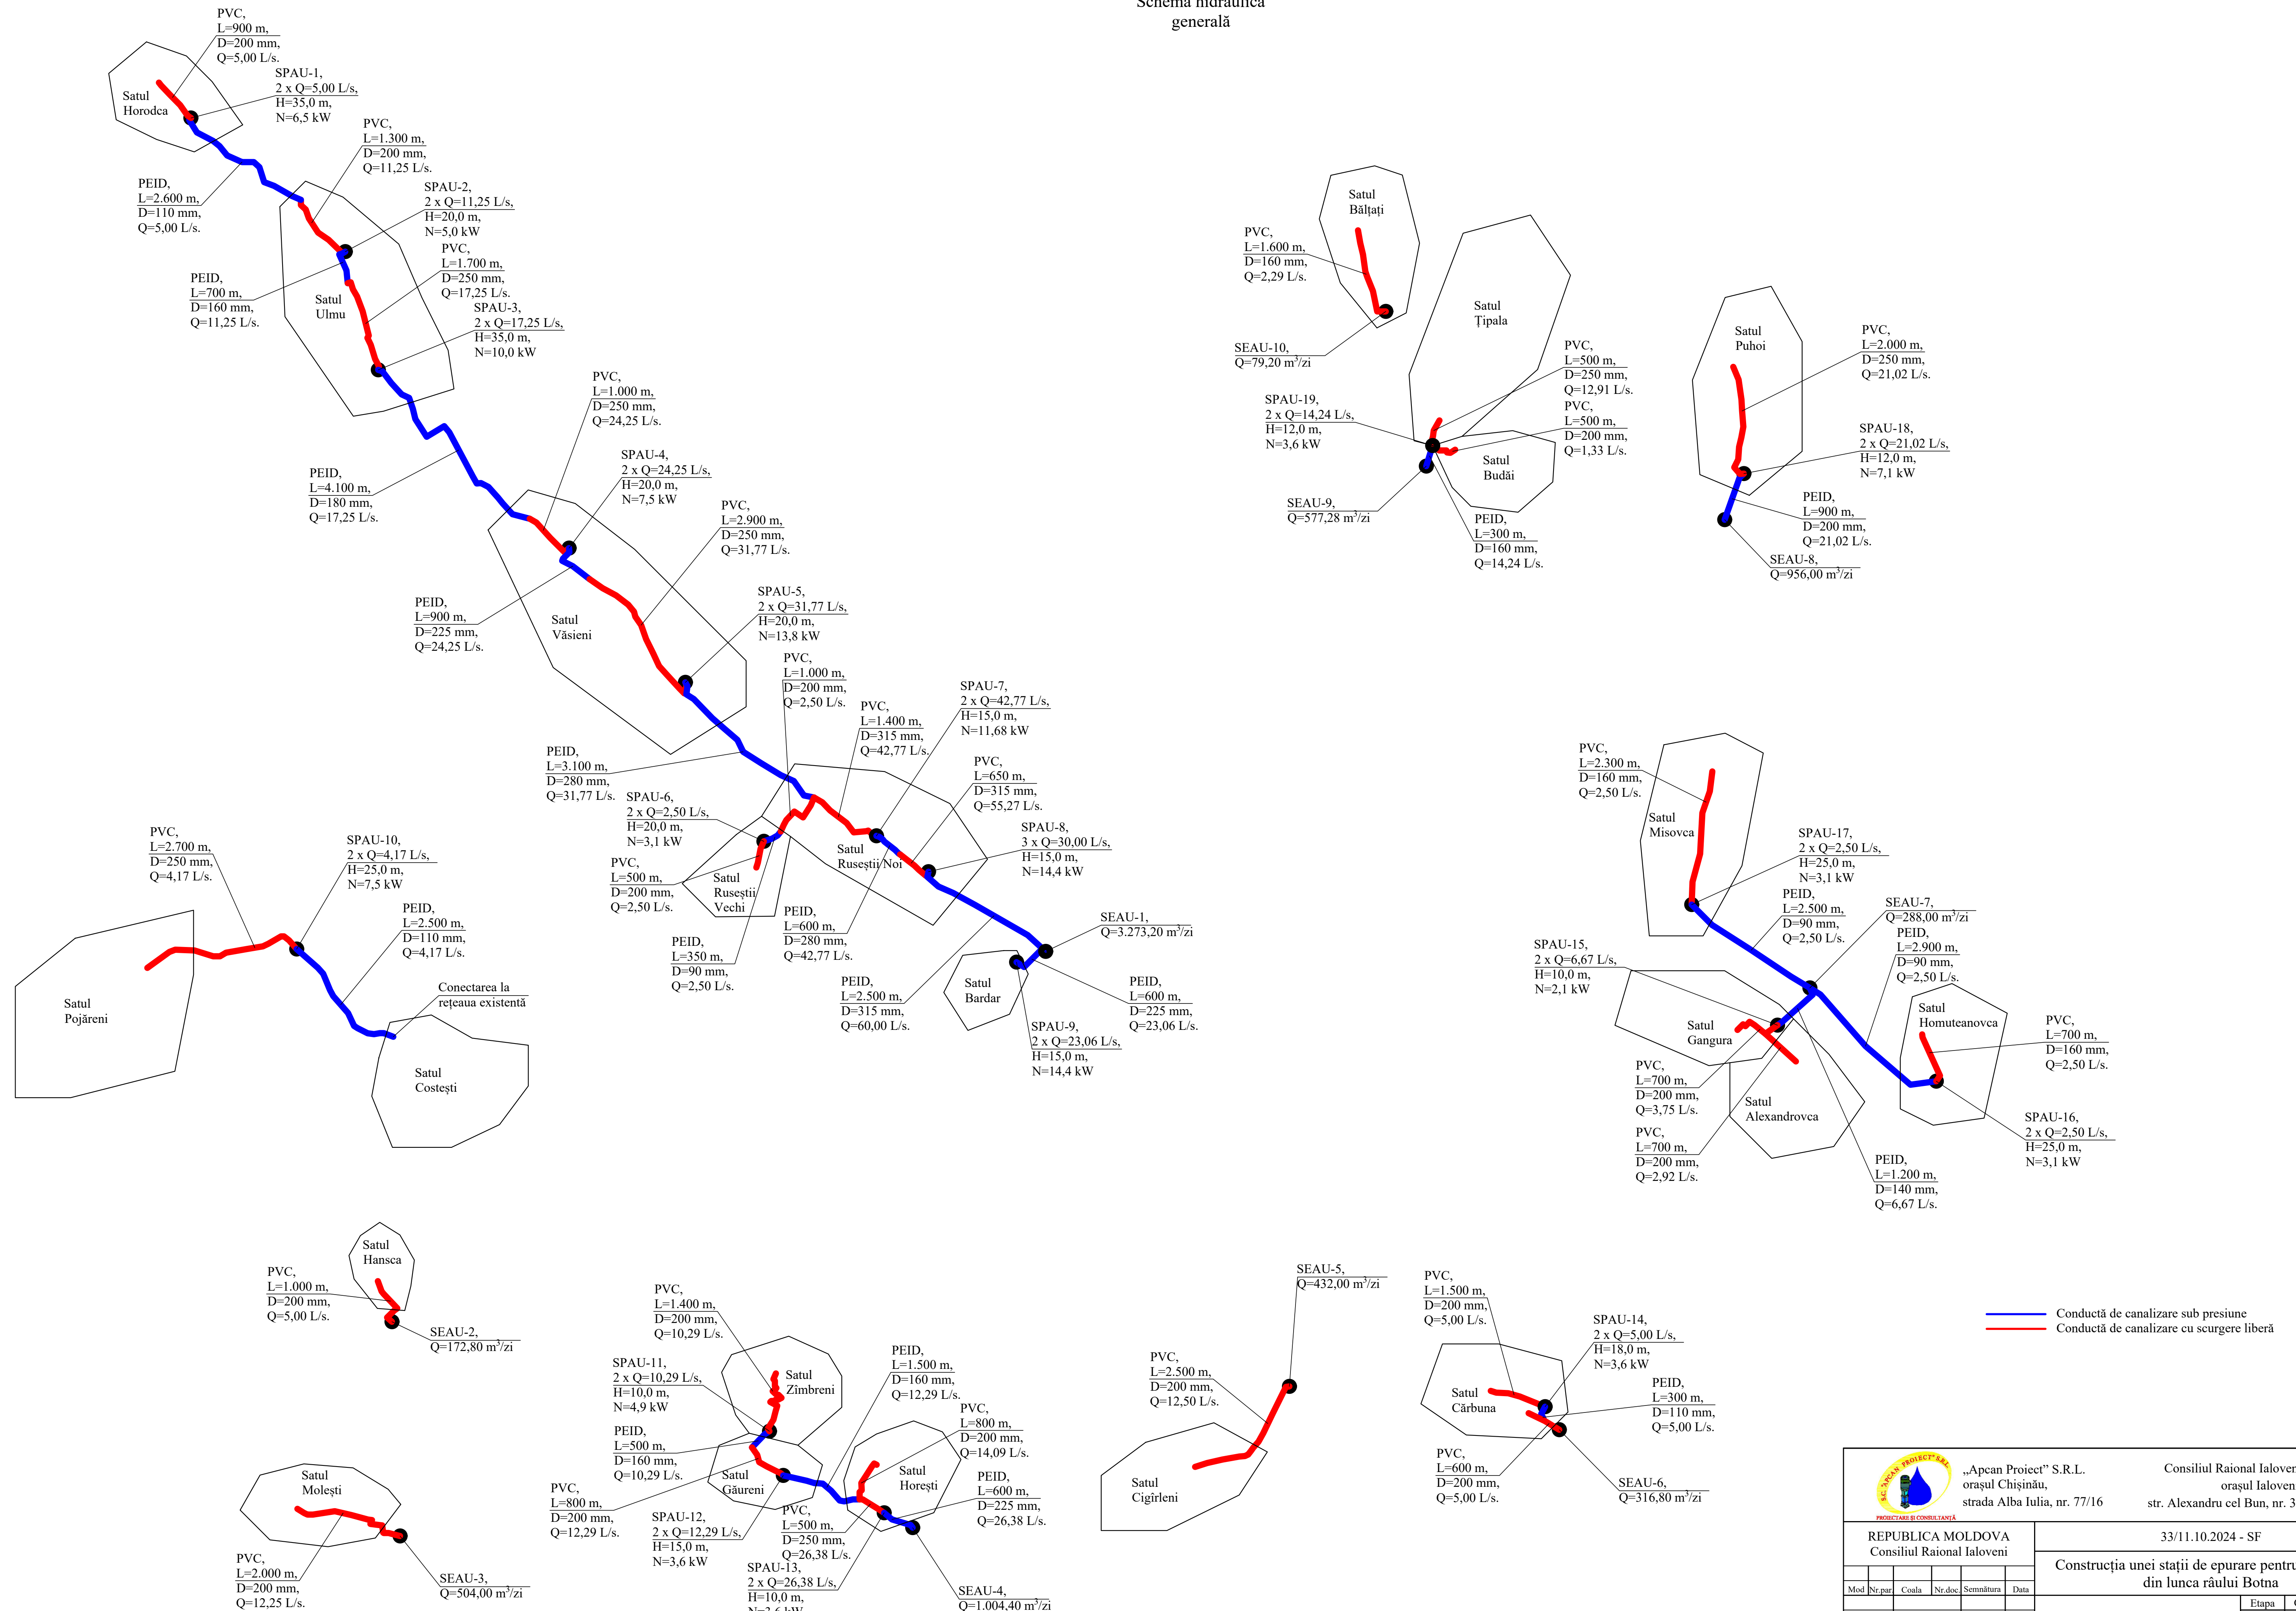 Schema hidraulică
generală
PVC,
L=900 m,
D=200 mm,
Q=5,00 L/s.
SPAU-1,
2 x Q=5,00 L/s,
H=35,0 m,
N=6,5 kW
Satul
Horodca
PVC,
L=1.300 m,
D=200 mm,
Q=11,25 L/s.
PEID,
L=2.600 m,
D=110 mm,
Q=5,00 L/s.
SPAU-2,
2 x Q=11,25 L/s,
H=20,0 m,
N=5,0 kW
PVC,
L=1.700 m,
D=250 mm,
Q=17,25 L/s.
PEID,
L=700 m,
D=160 mm,
Q=11,25 L/s.
Satul
Ulmu
SPAU-3,
2 x Q=17,25 L/s,
H=35,0 m,
N=10,0 kW
PVC,
L=1.000 m,
D=250 mm,
Q=24,25 L/s.
PEID,
L=4.100 m,
D=180 mm,
Q=17,25 L/s.
SPAU-4,
2 x Q=24,25 L/s,
H=20,0 m,
N=7,5 kW
PVC,
L=2.900 m,
D=250 mm,
Q=31,77 L/s.
PEID,
L=900 m,
D=225 mm,
Q=24,25 L/s.
Satul
Văsieni
SPAU-5,
2 x Q=31,77 L/s,
H=20,0 m,
N=13,8 kW
PVC,
L=1.000 m,
D=200 mm,
Q=2,50 L/s.
PVC,
L=1.400 m,
D=315 mm,
Q=42,77 L/s.
SPAU-7,
2 x Q=42,77 L/s,
H=15,0 m,
N=11,68 kW
PEID,
L=3.100 m,
D=280 mm,
Q=31,77 L/s.
PVC,
L=650 m,
D=315 mm,
Q=55,27 L/s.
SPAU-6,
2 x Q=2,50 L/s,
H=20,0 m,
N=3,1 kW
SPAU-8,
3 x Q=30,00 L/s,
H=15,0 m,
N=14,4 kW
Satul
Ruseștii Noi
PVC,
L=500 m,
D=200 mm,
Q=2,50 L/s.
Satul
Ruseștii
Vechi
PEID,
L=600 m,
D=280 mm,
Q=42,77 L/s.
PEID,
L=350 m,
D=90 mm,
Q=2,50 L/s.
SEAU-1,
Q=3.273,20 m³/zi
PEID,
L=2.500 m,
D=315 mm,
Q=60,00 L/s.
Satul
Bardar
PEID,
L=600 m,
D=225 mm,
Q=23,06 L/s.
SPAU-9,
2 x Q=23,06 L/s,
H=15,0 m,
N=14,4 kW
PVC,
L=2.700 m,
D=250 mm,
Q=4,17 L/s.
SPAU-10,
2 x Q=4,17 L/s,
H=25,0 m,
N=7,5 kW
PEID,
L=2.500 m,
D=110 mm,
Q=4,17 L/s.
Conectarea la
rețeaua existentă
Satul
Pojăreni
Satul
Costești
Satul
Bălțați
PVC,
L=1.600 m,
D=160 mm,
Q=2,29 L/s.
SEAU-10,
Q=79,20 m³/zi
Satul
Țipala
PVC,
L=500 m,
D=250 mm,
Q=12,91 L/s.
PVC,
L=500 m,
D=200 mm,
Q=1,33 L/s.
SPAU-19,
2 x Q=14,24 L/s,
H=12,0 m,
N=3,6 kW
Satul
Budăi
SEAU-9,
Q=577,28 m³/zi
PEID,
L=300 m,
D=160 mm,
Q=14,24 L/s.
Satul
Puhoi
PVC,
L=2.000 m,
D=250 mm,
Q=21,02 L/s.
SPAU-18,
2 x Q=21,02 L/s,
H=12,0 m,
N=7,1 kW
PEID,
L=900 m,
D=200 mm,
Q=21,02 L/s.
SEAU-8,
Q=956,00 m³/zi
PVC,
L=2.300 m,
D=160 mm,
Q=2,50 L/s.
Satul
Misovca
SPAU-17,
2 x Q=2,50 L/s,
H=25,0 m,
N=3,1 kW
PEID,
L=2.500 m,
D=90 mm,
Q=2,50 L/s.
SEAU-7,
Q=288,00 m³/zi
PEID,
L=2.900 m,
D=90 mm,
Q=2,50 L/s.
SPAU-15,
2 x Q=6,67 L/s,
H=10,0 m,
N=2,1 kW
Satul
Gangura
Satul
Homuteanovca
PVC,
L=700 m,
D=160 mm,
Q=2,50 L/s.
PVC,
L=700 m,
D=200 mm,
Q=3,75 L/s.
Satul
Alexandrovca
PVC,
L=700 m,
D=200 mm,
Q=2,92 L/s.
SPAU-16,
2 x Q=2,50 L/s,
H=25,0 m,
N=3,1 kW
PEID,
L=1.200 m,
D=140 mm,
Q=6,67 L/s.
Satul
Hansca
PVC,
L=1.000 m,
D=200 mm,
Q=5,00 L/s.
SEAU-2,
Q=172,80 m³/zi
Satul
Molești
PVC,
L=2.000 m,
D=200 mm,
Q=12,25 L/s.
SEAU-3,
Q=504,00 m³/zi
PVC,
L=1.400 m,
D=200 mm,
Q=10,29 L/s.
SPAU-11,
2 x Q=10,29 L/s,
H=10,0 m,
N=4,9 kW
Satul
Zîmbreni
PEID,
L=1.500 m,
D=160 mm,
Q=12,29 L/s.
PVC,
L=800 m,
D=200 mm,
Q=14,09 L/s.
PEID,
L=500 m,
D=160 mm,
Q=10,29 L/s.
Satul
Găureni
Satul
Horești
PEID,
L=600 m,
D=225 mm,
Q=26,38 L/s.
PVC,
L=800 m,
D=200 mm,
Q=12,29 L/s.
SPAU-12,
2 x Q=12,29 L/s,
H=15,0 m,
N=3,6 kW
PVC,
L=500 m,
D=250 mm,
Q=26,38 L/s.
SPAU-13,
2 x Q=26,38 L/s,
H=10,0 m,
N=3,6 kW
SEAU-4,
Q=1.004,40 m³/zi
SEAU-5,
Q=432,00 m³/zi
PVC,
L=2.500 m,
D=200 mm,
Q=12,50 L/s.
Satul
Cigîrleni
PVC,
L=1.500 m,
D=200 mm,
Q=5,00 L/s.
SPAU-14,
2 x Q=5,00 L/s,
H=18,0 m,
N=3,6 kW
Satul
Cărbuna
PEID,
L=300 m,
D=110 mm,
Q=5,00 L/s.
PVC,
L=600 m,
D=200 mm,
Q=5,00 L/s.
SEAU-6,
Q=316,80 m³/zi
Conductă de canalizare sub presiune
Conductă de canalizare cu scurgere liberă
S.C. "APCAN PROIECT" S.R.L.
PROIECTARE ȘI CONSULTANȚĂ
„Apcan Proiect” S.R.L.
orașul Chișinău,
strada Alba Iulia, nr. 77/16
Consiliul Raional Ialoven
orașul Ialoven
str. Alexandru cel Bun, nr. 3
REPUBLICA MOLDOVA
Consiliul Raional Ialoveni
33/11.10.2024 - SF
Construcția unei stații de epurare pentru
din lunca râului Botna
Mod Nr.par. Coala Nr.doc. Semnătura Data
Etapa